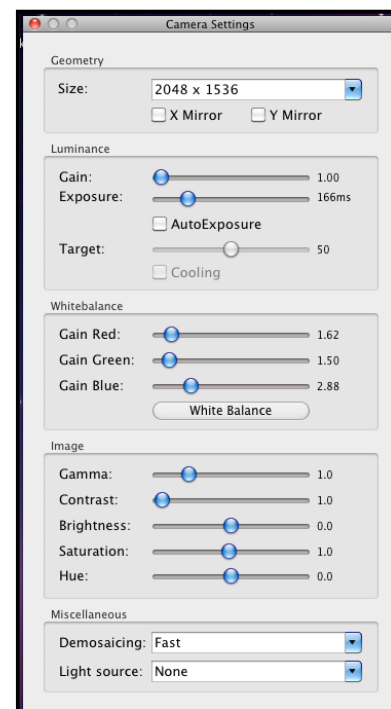 Camera Settings
Geometry
Size: 2048 x 1536
X Mirror Y Mirror
Luminance
Gain: 1.00
Exposure: 166ms
AutoExposure
Target: 50
Cooling
Whitebalance
Gain Red: 1.62
Gain Green: 1.50
Gain Blue: 2.88
White Balance
Image
Gamma: 1.0
Contrast: 1.0
Brightness: 0.0
Saturation: 1.0
Hue: 0.0
Miscellaneous
Demosaicing: Fast
Light source: None